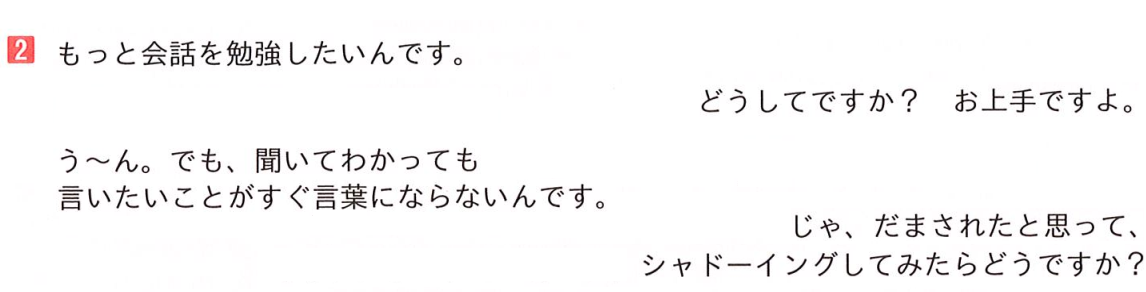 2 もっと会話を勉強したいんです。
どうしてですか？　お上手ですよ。
う〜ん。でも、聞いてわかっても
言いたいことがすぐ言葉にならないんです。
じゃ、だまされたと思って、
シャドーイングしてみたらどうですか？